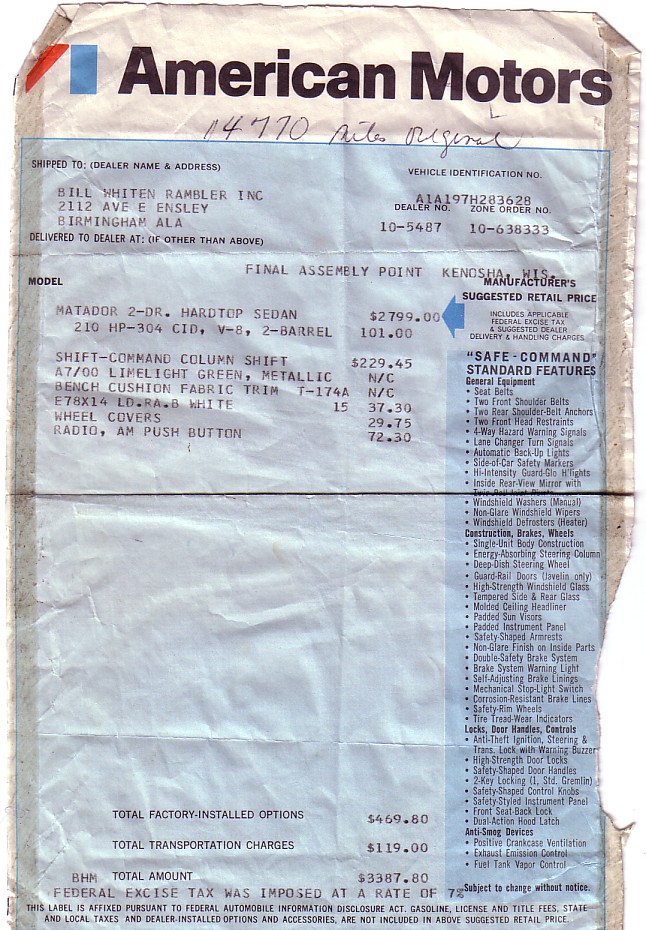 American Motors
14770 Miles Original
SHIPPED TO: (DEALER NAME & ADDRESS)
VEHICLE IDENTIFICATION NO.
BILL WHITEN RAMBLER INC
2112 AVE E ENSLEY
BIRMINGHAM ALA
A1A197H283628
DEALER NO. ZONE ORDER NO.
10-5487 10-638333
DELIVERED TO DEALER AT: (IF OTHER THAN ABOVE)
FINAL ASSEMBLY POINT KENOSHA, WIS.
MODEL
MANUFACTURER'S
SUGGESTED RETAIL PRICE
INCLUDES APPLICABLE
FEDERAL EXCISE TAX
& SUGGESTED DEALER
DELIVERY & HANDLING CHARGES
MATADOR 2-DR. HARDTOP SEDAN $2799.00
210 HP-304 CID, V-8, 2-BARREL 101.00
SHIFT-COMMAND COLUMN SHIFT $229.45
A7/00 LIMELIGHT GREEN, METALLIC N/C
BENCH CUSHION FABRIC TRIM T-174A N/C
E78X14 LD.RA.B WHITE 15 37.30
WHEEL COVERS 29.75
RADIO, AM PUSH BUTTON 72.30
"SAFE-COMMAND"
STANDARD FEATURES
General Equipment
• Seat Belts
• Two Front Shoulder Belts
• Two Rear Shoulder-Belt Anchors
• Two Front Head Restraints
• 4-Way Hazard Warning Signals
• Lane Changer Turn Signals
• Automatic Back-Up Lights
• Side-of-Car Safety Markers
• Hi-Intensity Guard-Glo H'lights
• Inside Rear-View Mirror with
• Windshield Washers (Manual)
• Non-Glare Windshield Wipers
• Windshield Defrosters (Heater)
Construction, Brakes, Wheels
• Single-Unit Body Construction
• Energy-Absorbing Steering Column
• Deep-Dish Steering Wheel
• Guard-Rail Doors (Javelin only)
• High-Strength Windshield Glass
• Tempered Side & Rear Glass
• Molded Ceiling Headliner
• Padded Sun Visors
• Padded Instrument Panel
• Safety-Shaped Armrests
• Non-Glare Finish on Inside Parts
• Double-Safety Brake System
• Brake System Warning Light
• Self-Adjusting Brake Linings
• Mechanical Stop-Light Switch
• Corrosion-Resistant Brake Lines
• Safety-Rim Wheels
• Tire Tread-Wear Indicators
Locks, Door Handles, Controls
• Anti-Theft Ignition, Steering &
Trans. Lock with Warning Buzzer
• High-Strength Door Locks
• Safety-Shaped Door Handles
• 2-Key Locking (1, Std. Gremlin)
• Safety-Shaped Control Knobs
• Safety-Styled Instrument Panel
• Front Seat-Back Lock
• Dual-Action Hood Latch
Anti-Smog Devices
• Positive Crankcase Ventilation
• Exhaust Emission Control
• Fuel Tank Vapor Control
Subject to change without notice.
TOTAL FACTORY-INSTALLED OPTIONS $469.80
TOTAL TRANSPORTATION CHARGES $119.00
BHM TOTAL AMOUNT $3387.80
FEDERAL EXCISE TAX WAS IMPOSED AT A RATE OF 7%
THIS LABEL IS AFFIXED PURSUANT TO FEDERAL AUTOMOBILE INFORMATION DISCLOSURE ACT. GASOLINE, LICENSE AND TITLE FEES, STATE
AND LOCAL TAXES AND DEALER-INSTALLED OPTIONS AND ACCESSORIES, ARE NOT INCLUDED IN ABOVE SUGGESTED RETAIL PRICE.